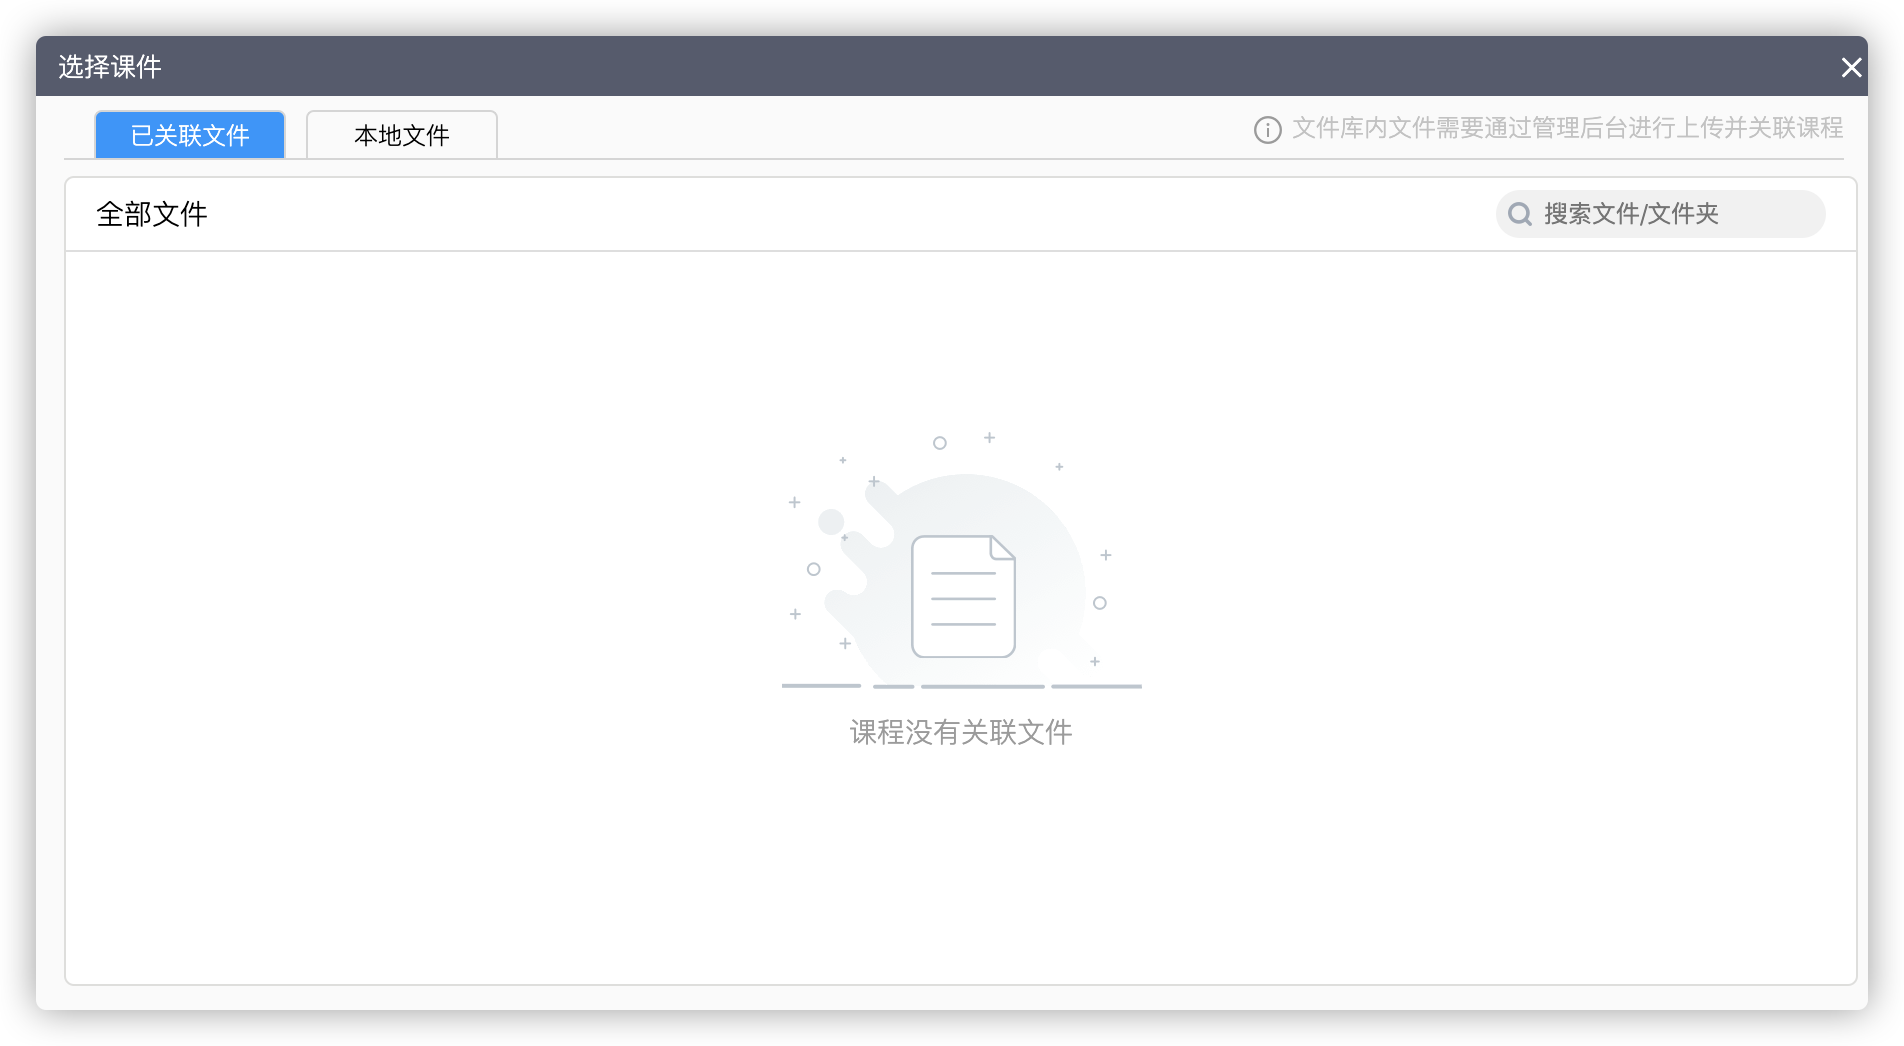 选择课件
已关联文件
本地文件
文件库内文件需要通过管理后台进行上传并关联课程
全部文件
搜索文件/文件夹
课程没有关联文件